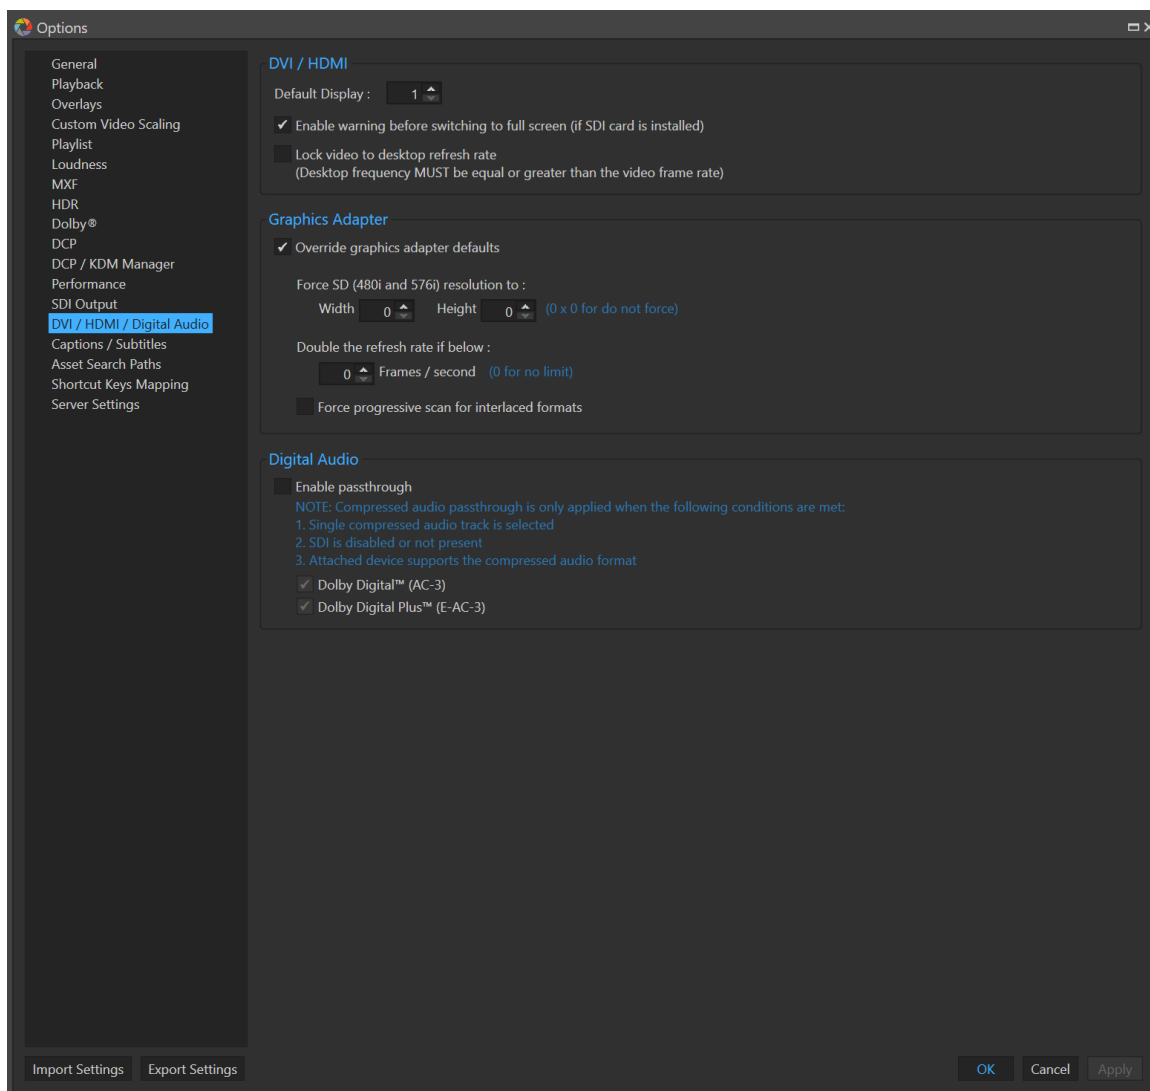 Options
General
Playback
Overlays
Custom Video Scaling
Playlist
Loudness
MXF
HDR
Dolby®
DCP
DCP / KDM Manager
Performance
SDI Output
DVI / HDMI / Digital Audio
Captions / Subtitles
Asset Search Paths
Shortcut Keys Mapping
Server Settings
DVI / HDMI
Default Display : 1
Enable warning before switching to full screen (if SDI card is installed)
Lock video to desktop refresh rate
(Desktop frequency MUST be equal or greater than the video frame rate)
Graphics Adapter
Override graphics adapter defaults
Force SD (480i and 576i) resolution to :
Width 0 Height 0 (0 x 0 for do not force)
Double the refresh rate if below :
0 Frames / second (0 for no limit)
Force progressive scan for interlaced formats
Digital Audio
Enable passthrough
NOTE: Compressed audio passthrough is only applied when the following conditions are met:
1. Single compressed audio track is selected
2. SDI is disabled or not present
3. Attached device supports the compressed audio format
Dolby Digital™ (AC-3)
Dolby Digital Plus™ (E-AC-3)
Import Settings Export Settings OK Cancel Apply